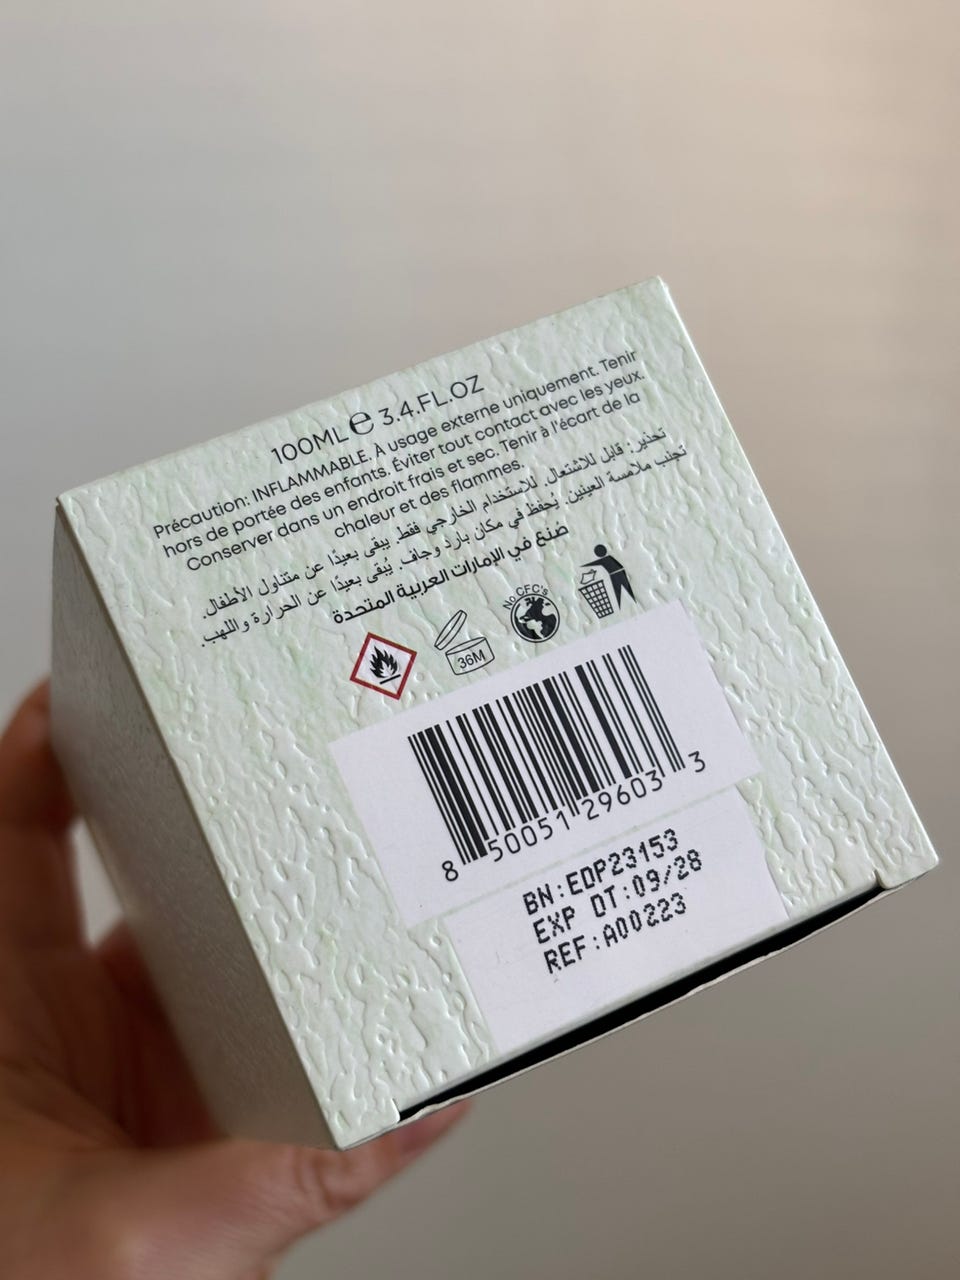 100ML ℮ 3.4.FL.OZ
Précaution: INFLAMMABLE. À usage externe uniquement. Tenir
hors de portée des enfants. Éviter tout contact avec les yeux.
Conserver dans un endroit frais et sec. Tenir à l'écart de la
chaleur et des flammes.
تحذير: قابل للاشتعال. للاستخدام الخارجي فقط. يبقى بعيدًا عن متناول الأطفال.
تجنب ملامسة العينين. يُحفظ في مكان بارد وجاف. يُبقى بعيدًا عن الحرارة و اللهب.
صُنع في الإمارات العربية المتحدة
36M
No CFC's
8 50051 29603 3
BN:EDP23153
EXP DT:09/28
REF:A00223